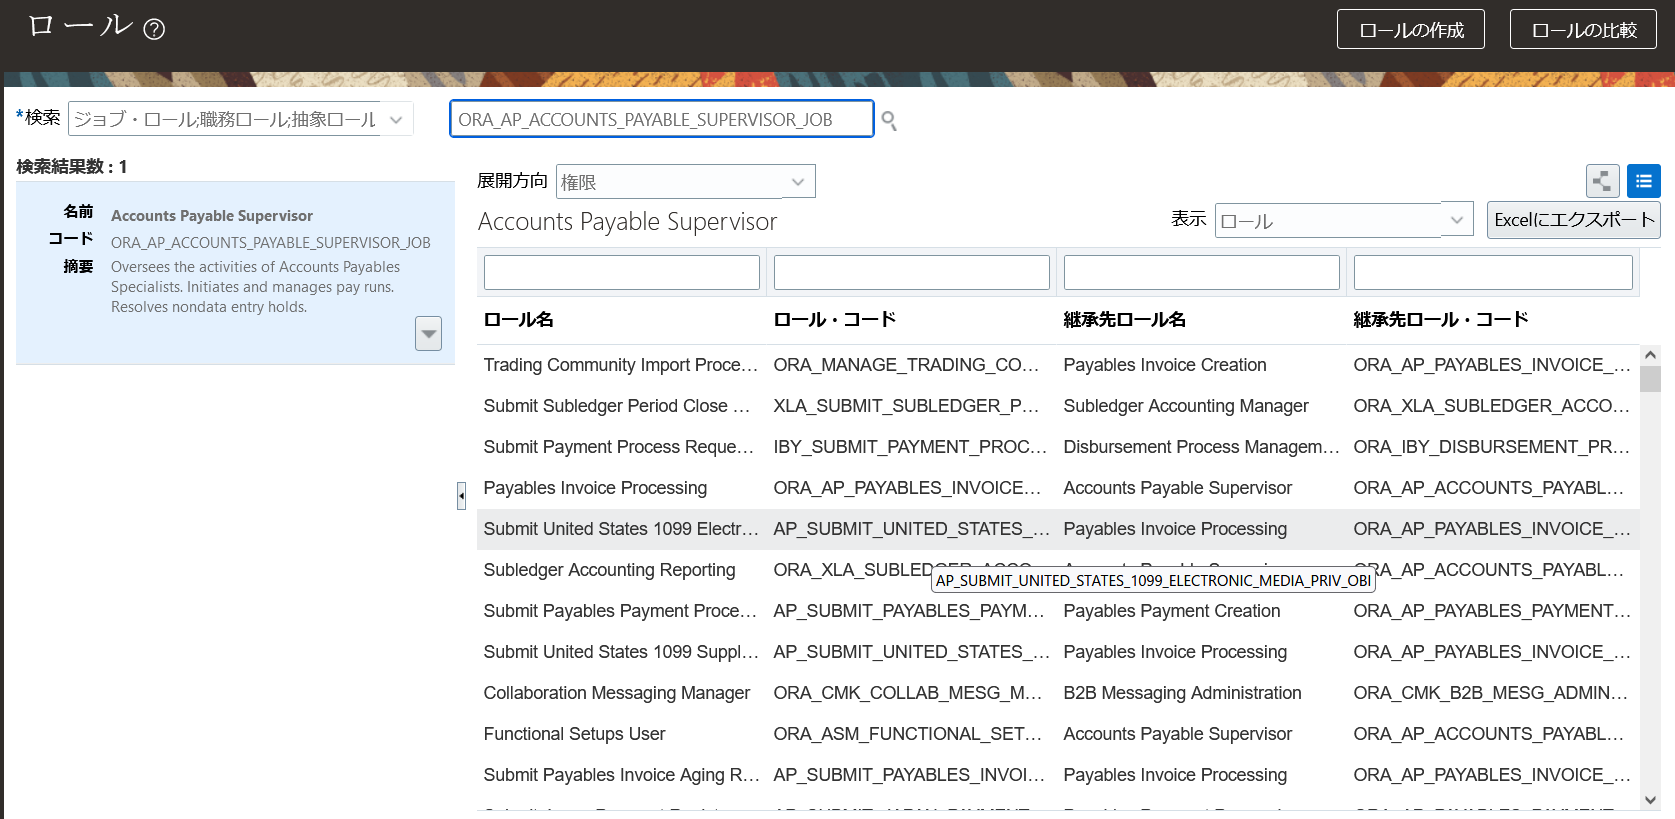 ロール ?
ロールの作成
ロールの比較
*検索 ジョブ・ロール;職務ロール;抽象ロール
ORA_AP_ACCOUNTS_PAYABLE_SUPERVISOR_JOB
検索結果数 : 1
名前 Accounts Payable Supervisor
コード ORA_AP_ACCOUNTS_PAYABLE_SUPERVISOR_JOB
摘要 Oversees the activities of Accounts Payables
Specialists. Initiates and manages pay runs.
Resolves nondata entry holds.
展開方向 権限
Accounts Payable Supervisor
表示 ロール
Excelにエクスポート
ロール名 ロール・コード 継承先ロール名 継承先ロール・コード
Trading Community Import Proce... ORA_MANAGE_TRADING_CO... Payables Invoice Creation ORA_AP_PAYABLES_INVOICE_...
Submit Subledger Period Close ... XLA_SUBMIT_SUBLEDGER_P... Subledger Accounting Manager ORA_XLA_SUBLEDGER_ACCO...
Submit Payment Process Reque... IBY_SUBMIT_PAYMENT_PROC... Disbursement Process Managem... ORA_IBY_DISBURSEMENT_PR...
Payables Invoice Processing ORA_AP_PAYABLES_INVOICE... Accounts Payable Supervisor ORA_AP_ACCOUNTS_PAYABL...
Submit United States 1099 Electr... AP_SUBMIT_UNITED_STATES_... Payables Invoice Processing ORA_AP_PAYABLES_INVOICE_...
Subledger Accounting Reporting ORA_XLA_SUBLEDGER_ACCO... ORA_AP_ACCOUNTS_PAYABL...
AP_SUBMIT_UNITED_STATES_1099_ELECTRONIC_MEDIA_PRIV_OBI
Submit Payables Payment Proce... AP_SUBMIT_PAYABLES_PAYM... Payables Payment Creation ORA_AP_PAYABLES_PAYMENT...
Submit United States 1099 Suppl... AP_SUBMIT_UNITED_STATES_... Payables Invoice Processing ORA_AP_PAYABLES_INVOICE_...
Collaboration Messaging Manager ORA_CMK_COLLAB_MESG_M... B2B Messaging Administration ORA_CMK_B2B_MESG_ADMIN...
Functional Setups User ORA_ASM_FUNCTIONAL_SET... Accounts Payable Supervisor ORA_AP_ACCOUNTS_PAYABL...
Submit Payables Invoice Aging R... AP_SUBMIT_PAYABLES_INVOI... Payables Invoice Processing ORA_AP_PAYABLES_INVOICE_...